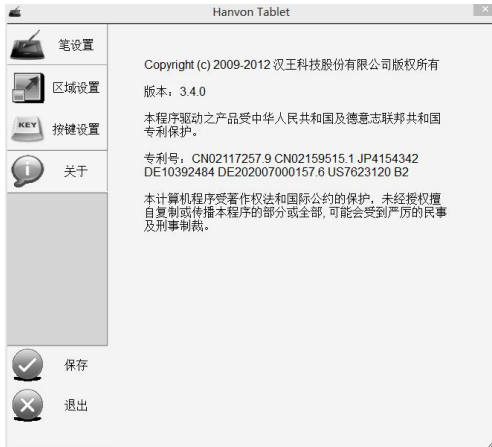 Hanvon Tablet
笔设置
区域设置
KEY
按键设置
关于
保存
退出
Copyright (c) 2009-2012 汉王科技股份有限公司版权所有
版本：3.4.0
本程序驱动之产品受中华人民共和国及德意志联邦共和国
专利保护。
专利号：CN02117257.9 CN02159515.1 JP4154342
DE10392484 DE202007000157.6 US7623120 B2
本计算机程序受著作权法和国际公约的保护，未经授权擅
自复制或传播本程序的部分或全部,可能会受到严厉的民事
及刑事制裁。